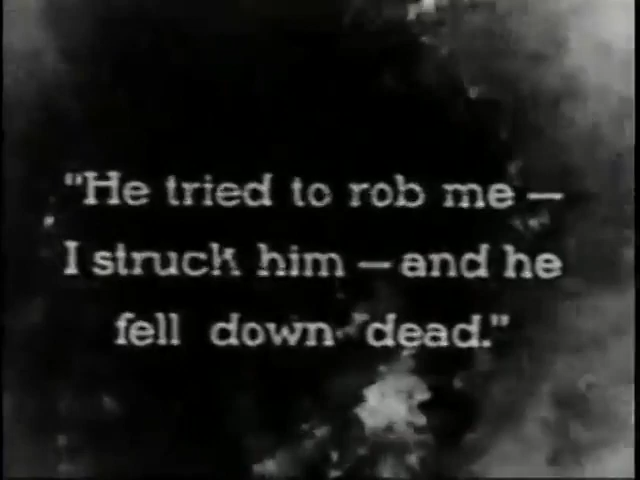 "He tried to rob me —
I struck him — and he
fell down dead."